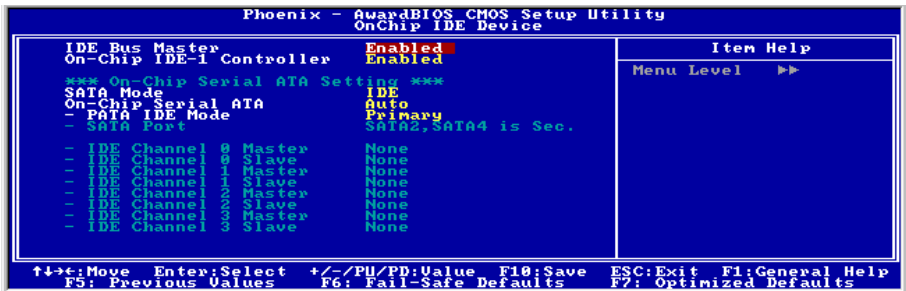 Phoenix - AwardBIOS CMOS Setup Utility
OnChip IDE Device
IDE Bus Master Enabled
On-Chip IDE-1 Controller Enabled
*** On-Chip Serial ATA Setting ***
SATA Mode IDE
On-Chip Serial ATA Auto
- PATA IDE Mode Primary
- SATA Port SATA2,SATA4 is Sec.
- IDE Channel 0 Master None
- IDE Channel 0 Slave None
- IDE Channel 1 Master None
- IDE Channel 1 Slave None
- IDE Channel 2 Master None
- IDE Channel 2 Slave None
- IDE Channel 3 Master None
- IDE Channel 3 Slave None
Item Help
Menu Level ►►
↑↓→←:Move Enter:Select +/-/PU/PD:Value F10:Save ESC:Exit F1:General Help
F5: Previous Values F6: Fail-Safe Defaults F7: Optimized Defaults